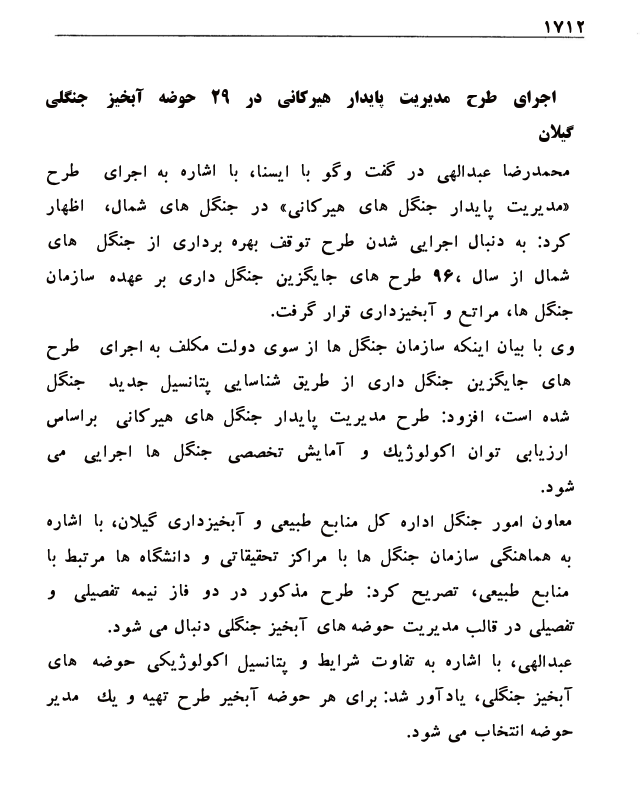 ۱۷۱۲
اجرای طرح مدیریت پایدار هیرکانی در ۲۹ حوضه آبخیز جنگلی
گیلان
محمدرضا عبدالهی در گفت وگو با ایسنا، با اشاره به اجرای طرح
«مدیریت پایدار جنگل های هیرکانی» در جنگل های شمال، اظهار
کرد: به دنبال اجرایی شدن طرح توقف بهره برداری از جنگل های
شمال از سال ۹۶، طرح های جایگزین جنگل داری بر عهده سازمان
جنگل ها، مراتع و آبخیزداری قرار گرفت.
وی با بیان اینکه سازمان جنگل ها از سوی دولت مکلف به اجرای طرح
های جایگزین جنگل داری از طریق شناسایی پتانسیل جدید جنگل
شده است، افزود: طرح مدیریت پایدار جنگل های هیرکانی براساس
ارزیابی توان اکولوژیك و آمایش تخصصی جنگل ها اجرایی می
شود.
معاون امور جنگل اداره کل منابع طبیعی و آبخیزداری گیلان، با اشاره
به هماهنگی سازمان جنگل ها با مراکز تحقیقاتی و دانشگاه ها مرتبط با
منابع طبیعی، تصریح کرد: طرح مذکور در دو فاز نیمه تفصیلی و
تفصیلی در قالب مدیریت حوضه های آبخیز جنگلی دنبال می شود.
عبدالهی، با اشاره به تفاوت شرایط و پتانسیل اکولوژیکی حوضه های
آبخیز جنگلی، یادآور شد: برای هر حوضه آبخیر طرح تهیه و یك مدیر
حوضه انتخاب می شود.